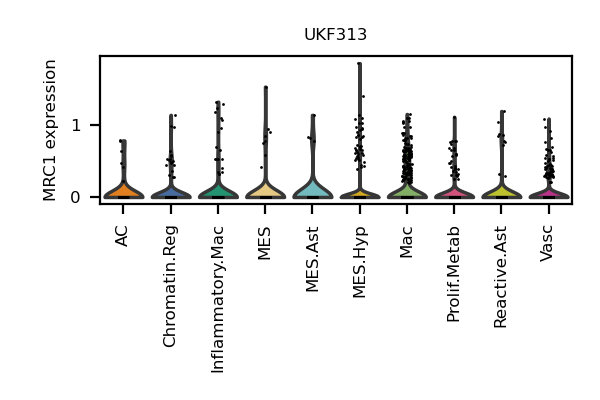 UKF313
MRC1 expression
1
0
AC
Chromatin.Reg
Inflammatory.Mac
MES
MES.Ast
MES.Hyp
Mac
Prolif.Metab
Reactive.Ast
Vasc